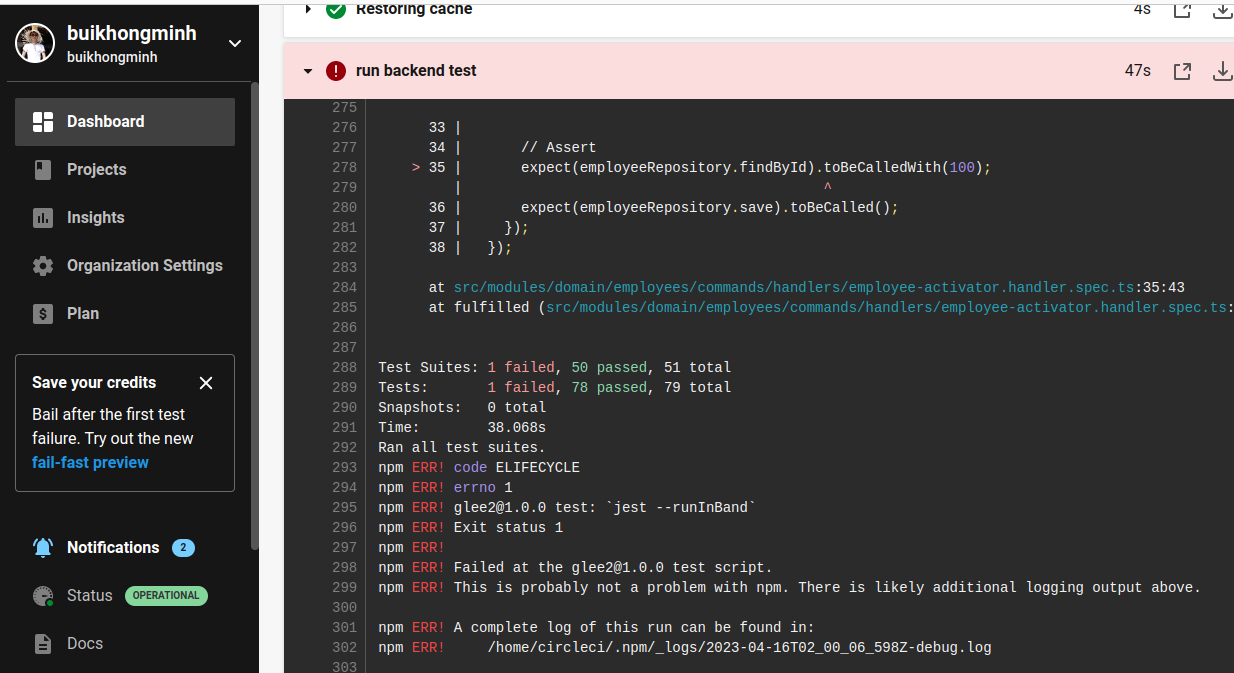 buikhongminh
buikhongminh
Dashboard
Projects
Insights
Organization Settings
Plan
Save your credits
Bail after the first test
failure. Try out the new
fail-fast preview
Notifications 2
Status OPERATIONAL
Docs
Restoring cache 4s
run backend test 47s
275
276 33 |
277 34 | // Assert
278 > 35 | expect(employeeRepository.findById).toBeCalledWith(100);
279 | ^
280 36 | expect(employeeRepository.save).toBeCalled();
281 37 | });
282 38 | });
283
284 at src/modules/domain/employees/commands/handlers/employee-activator.handler.spec.ts:35:43
285 at fulfilled (src/modules/domain/employees/commands/handlers/employee-activator.handler.spec.ts:
286
287
288 Test Suites: 1 failed, 50 passed, 51 total
289 Tests: 1 failed, 78 passed, 79 total
290 Snapshots: 0 total
291 Time: 38.068s
292 Ran all test suites.
293 npm ERR! code ELIFECYCLE
294 npm ERR! errno 1
295 npm ERR! glee2@1.0.0 test: `jest --runInBand`
296 npm ERR! Exit status 1
297 npm ERR!
298 npm ERR! Failed at the glee2@1.0.0 test script.
299 npm ERR! This is probably not a problem with npm. There is likely additional logging output above.
300
301 npm ERR! A complete log of this run can be found in:
302 npm ERR! /home/circleci/.npm/_logs/2023-04-16T02_00_06_598Z-debug.log
303